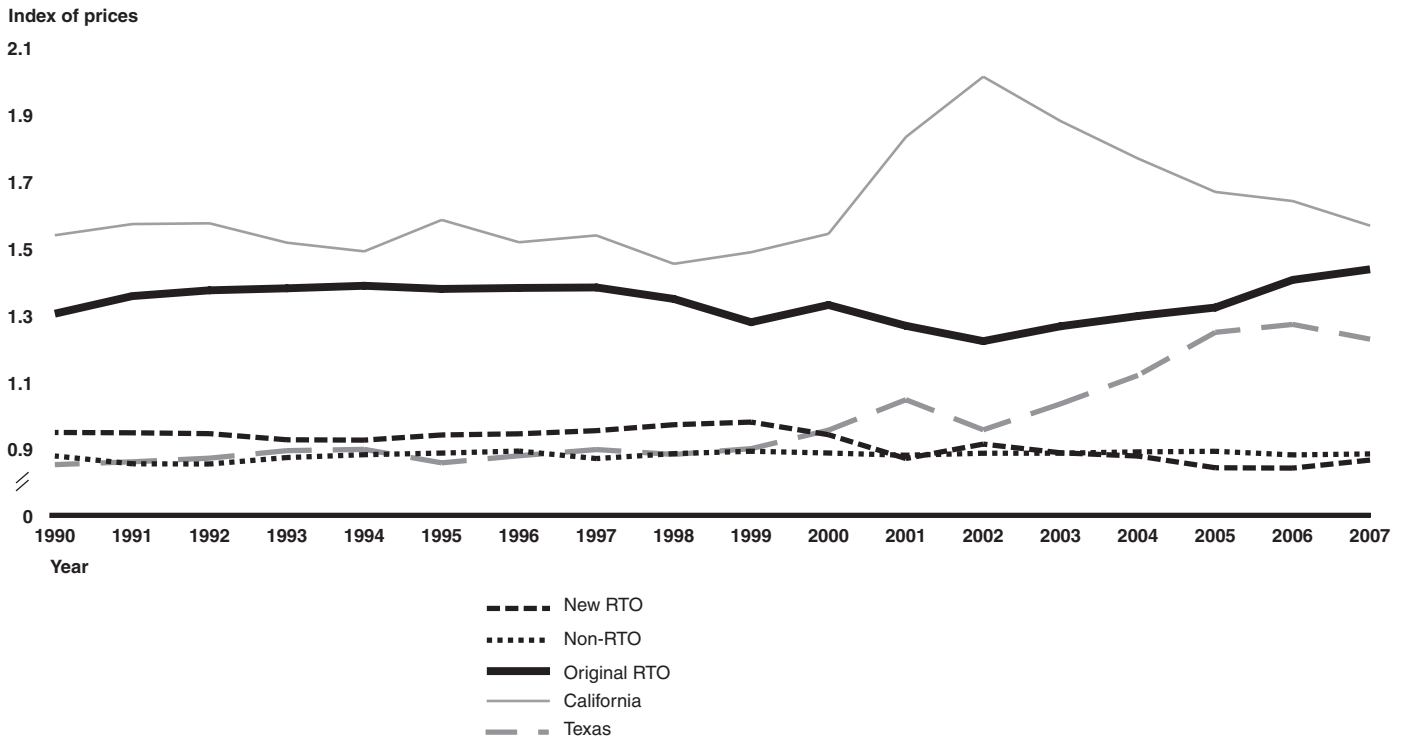 Index of prices
2.1
1.9
1.7
1.5
1.3
1.1
0.9
0
1990 1991 1992 1993 1994 1995 1996 1997 1998 1999 2000 2001 2002 2003 2004 2005 2006 2007
Year
New RTO
Non-RTO
Original RTO
California
Texas